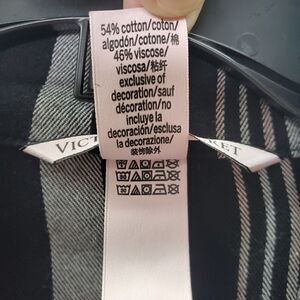 54% cotton/coton/
algodón/cotone/棉
46% viscose/
viscosa/粘纤
exclusive of
decoration/sauf
décoration/no
incluye la
decoración/esclusa
la decorazione/
装饰除外
VICT
RET